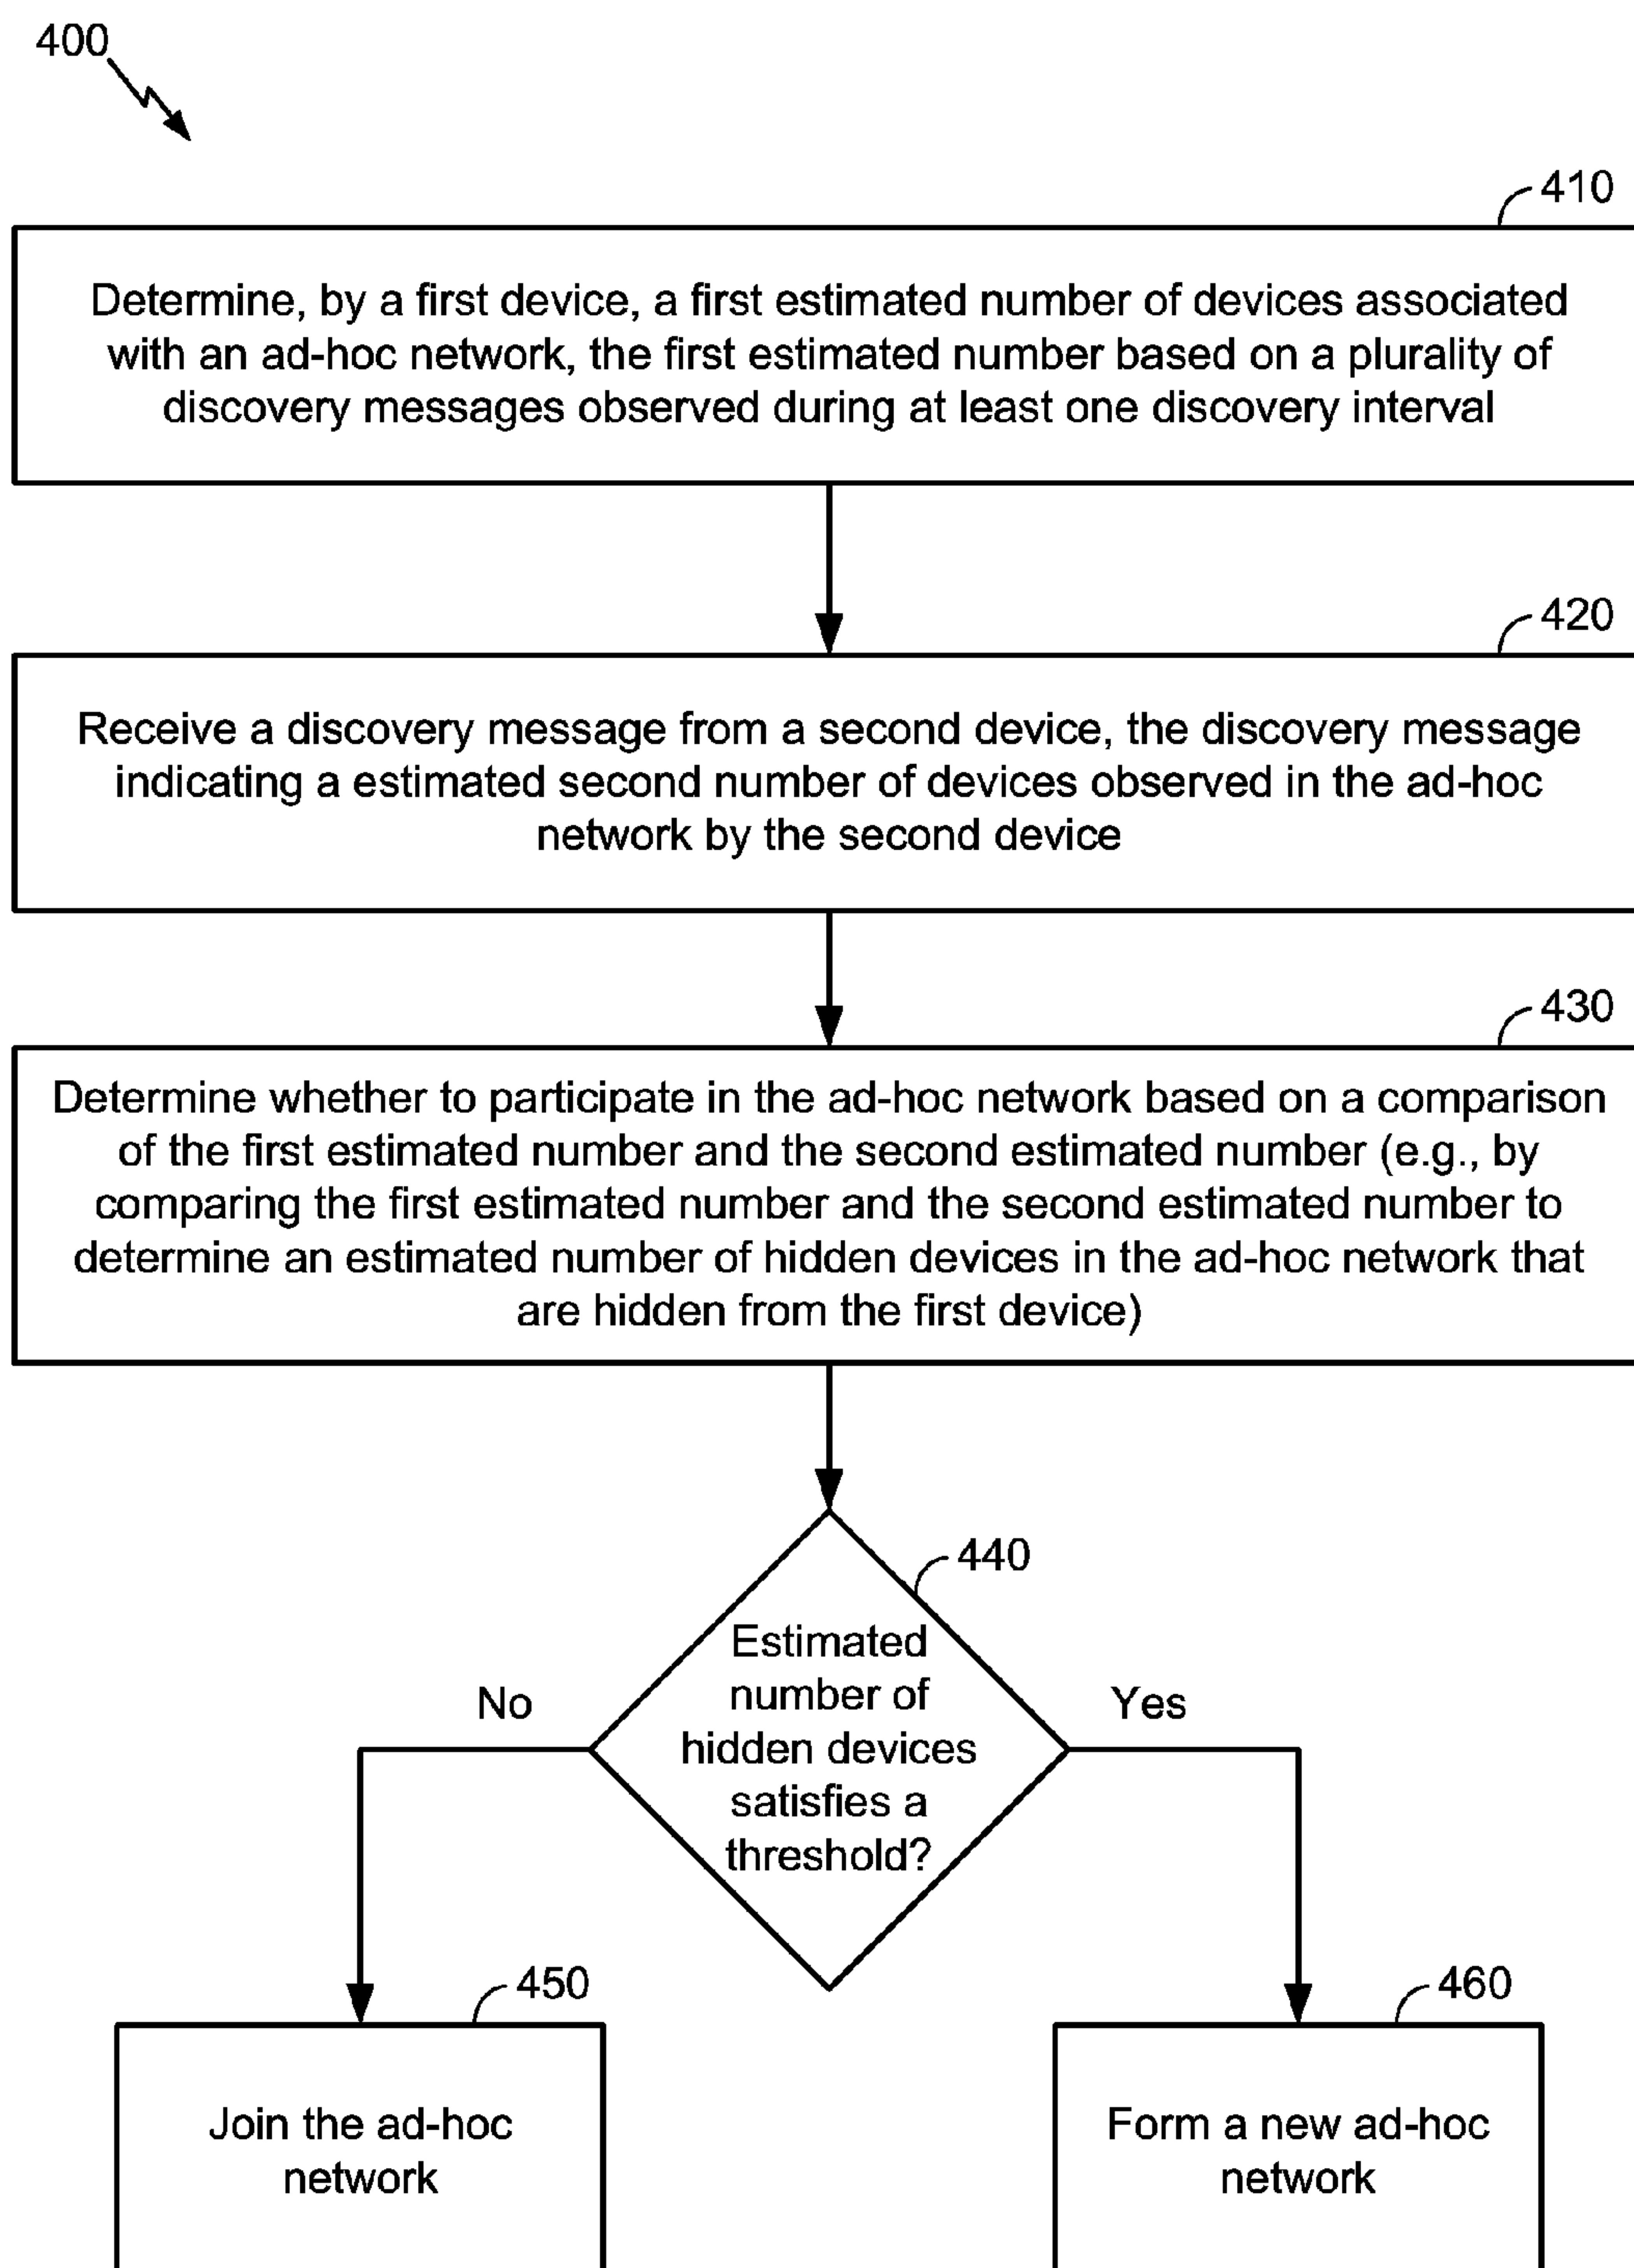 400
410
Determine, by a first device, a first estimated number of devices associated
with an ad-hoc network, the first estimated number based on a plurality of
discovery messages observed during at least one discovery interval
420
Receive a discovery message from a second device, the discovery message
indicating a estimated second number of devices observed in the ad-hoc
network by the second device
430
Determine whether to participate in the ad-hoc network based on a comparison
of the first estimated number and the second estimated number (e.g., by
comparing the first estimated number and the second estimated number to
determine an estimated number of hidden devices in the ad-hoc network that
are hidden from the first device)
440
Estimated
number of
hidden devices
satisfies a
threshold?
No
Yes
450
Join the ad-hoc
network
460
Form a new ad-hoc
network